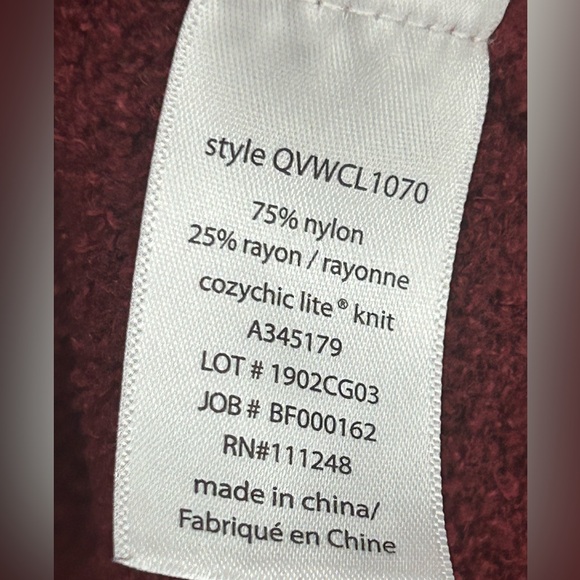 style QVWCL1070
75% nylon
25% rayon / rayonne
cozychic lite® knit
A345179
LOT # 1902CG03
JOB # BF000162
RN#111248
made in china/
Fabriqué en Chine